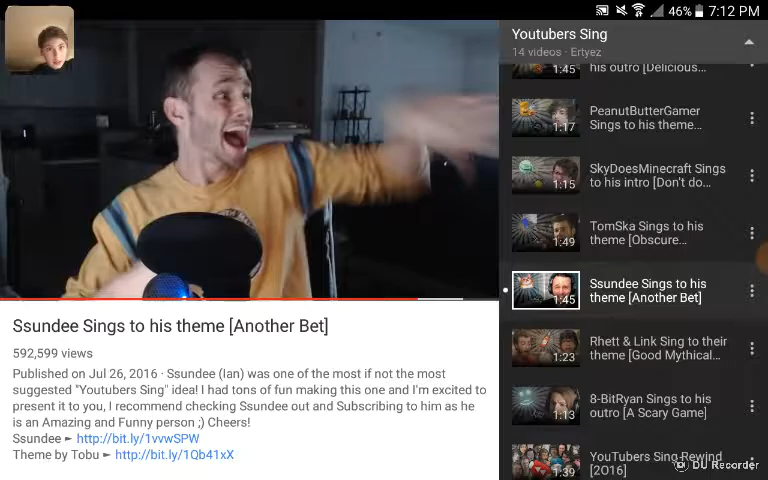 46% 7:12 PM
Youtubers Sing
14 videos · Ertyez
1:45
his outro [Delicious...
PeanutButterGamer
Sings to his theme...
1:17
SkyDoesMinecraft Sings
to his intro [Don't do...
1:15
TomSka Sings to his
theme [Obscure...
1:49
Ssundee Sings to his
theme [Another Bet]
1:45
Rhett & Link Sing to their
theme [Good Mythical...
1:23
8-BitRyan Sings to his
outro [A Scary Game]
1:13
YouTubers Sing Rewind
[2016]
1:39
DU Recorder
Ssundee Sings to his theme [Another Bet]
592,599 views
Published on Jul 26, 2016 · Ssundee (Ian) was one of the most if not the most
suggested "Youtubers Sing" idea! I had tons of fun making this one and I'm excited to
present it to you, I recommend checking Ssundee out and Subscribing to him as he
is an Amazing and Funny person ;) Cheers!
Ssundee ► http://bit.ly/1vvwSPW
Theme by Tobu ► http://bit.ly/1Qb41xX